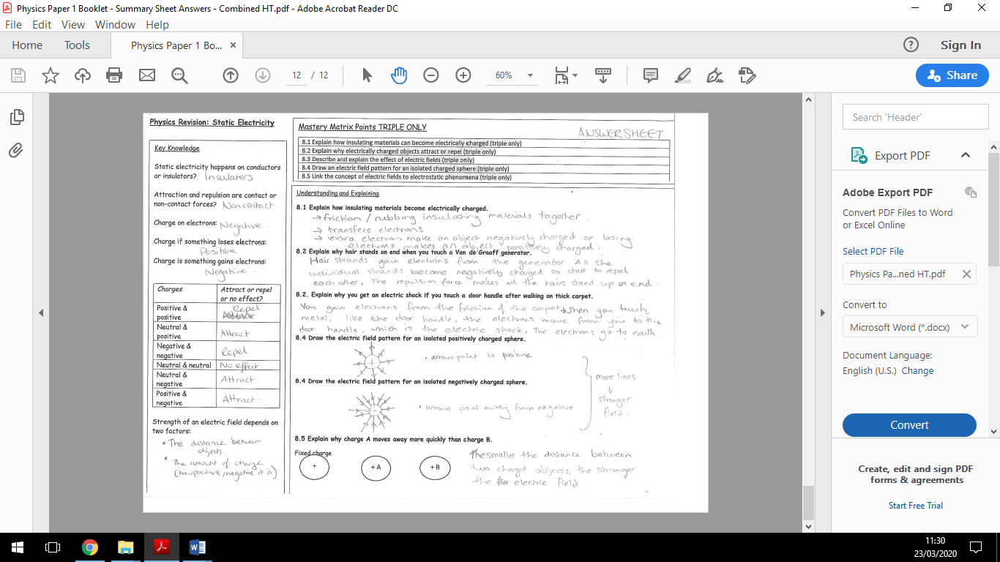 Physics Paper 1 Booklet - Summary Sheet Answers - Combined HT.pdf - Adobe Acrobat Reader DC
File Edit View Window Help
Home Tools Physics Paper 1 Bo... × Sign In
12 / 12 60% Share
Physics Revision: Static Electricity
Key Knowledge
Static electricity happens on conductors
or insulators? Insulators
Attraction and repulsion are contact or
non-contact forces? Noncontact
Charge on electrons: Negative.
Charge if something loses electrons:
Positive
Charge is something gains electrons:
Negative.
Charges Attract or repel
or no effect?
Positive &
positive Repel
Neutral &
positive Attract
Negative &
negative Repel
Neutral & neutral No effect.
Neutral &
negative Attract
Positive &
negative Attract.
Strength of an electric field depends on
two factors:
• The distance between
objects.
• The amount of charge
(how positive/negative it is)
Mastery Matrix Points TRIPLE ONLY
ANSWER SHEET
8.1 Explain how insulating materials can become electrically charged (triple only)
8.2 Explain why electrically charged objects attract or repel (triple only)
8.3 Describe and explain the effect of electric fields (triple only)
8.4 Draw an electric field pattern for an isolated charged sphere (triple only)
8.5 Link the concept of electric fields to electrostatic phenomena (triple only)
Understanding and Explaining
8.1 Explain how insulating materials become electrically charged.
→ friction / rubbing insulating materials together.
→ transfers electrons
→ extra electrons make an object negatively charged or losing
electrons makes an object positively charged.
8.2 Explain why hair stands on end when you touch a Van de Graaff generator.
Hair strands gain electrons from the generator. All the
individual strands become negatively charged so start to repel
each other. The repulsion force makes all the hairs stand up on end.
8.2. Explain why you get an electric shock if you touch a door handle after walking on thick carpet.
You gain electrons from the friction of the carpet. When you touch
metal, like the door handle, the electrons move from you to the
door handle, which is the electric shock. The electrons go to earth.
8.4 Draw the electric field pattern for an isolated positively charged sphere.
+
• arrows point to positive
8.4 Draw the electric field pattern for an isolated negatively charged sphere.
-
• arrows point away from negative
more lines
↓
stronger
field.
8.5 Explain why charge A moves away more quickly than charge B.
Fixed charge
+ + A + B
The smaller the distance between
two charged objects, the stronger
the electric field.
Search 'Header'
Export PDF
Adobe Export PDF
Convert PDF Files to Word
or Excel Online
Select PDF File
Physics Pa...ned HT.pdf
Convert to
Microsoft Word (*.docx)
Document Language:
English (U.S.) Change
Convert
Create, edit and sign PDF
forms & agreements
Start Free Trial
11:30
23/03/2020